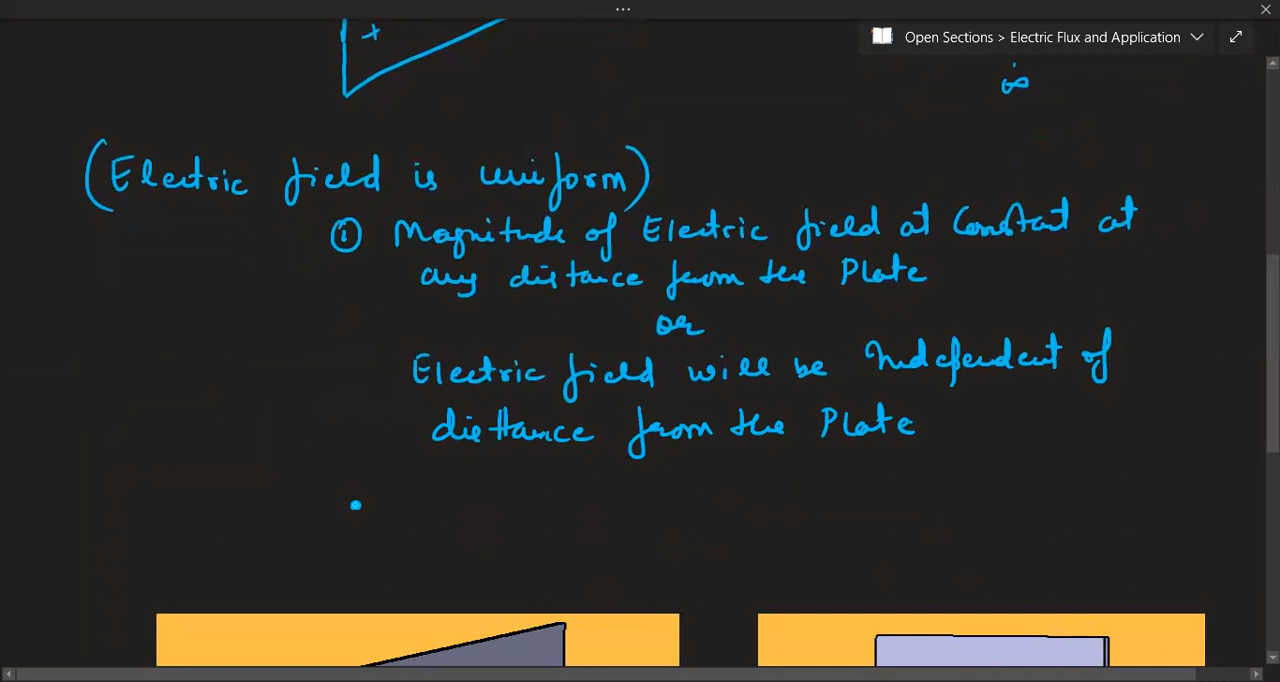 ...
Open Sections > Electric Flux and Application
+
is
(Electric field is uniform)
① Magnitude of Electric field at Constant at
any distance from the Plate
or
Electric field will be Independent of
distance from the Plate